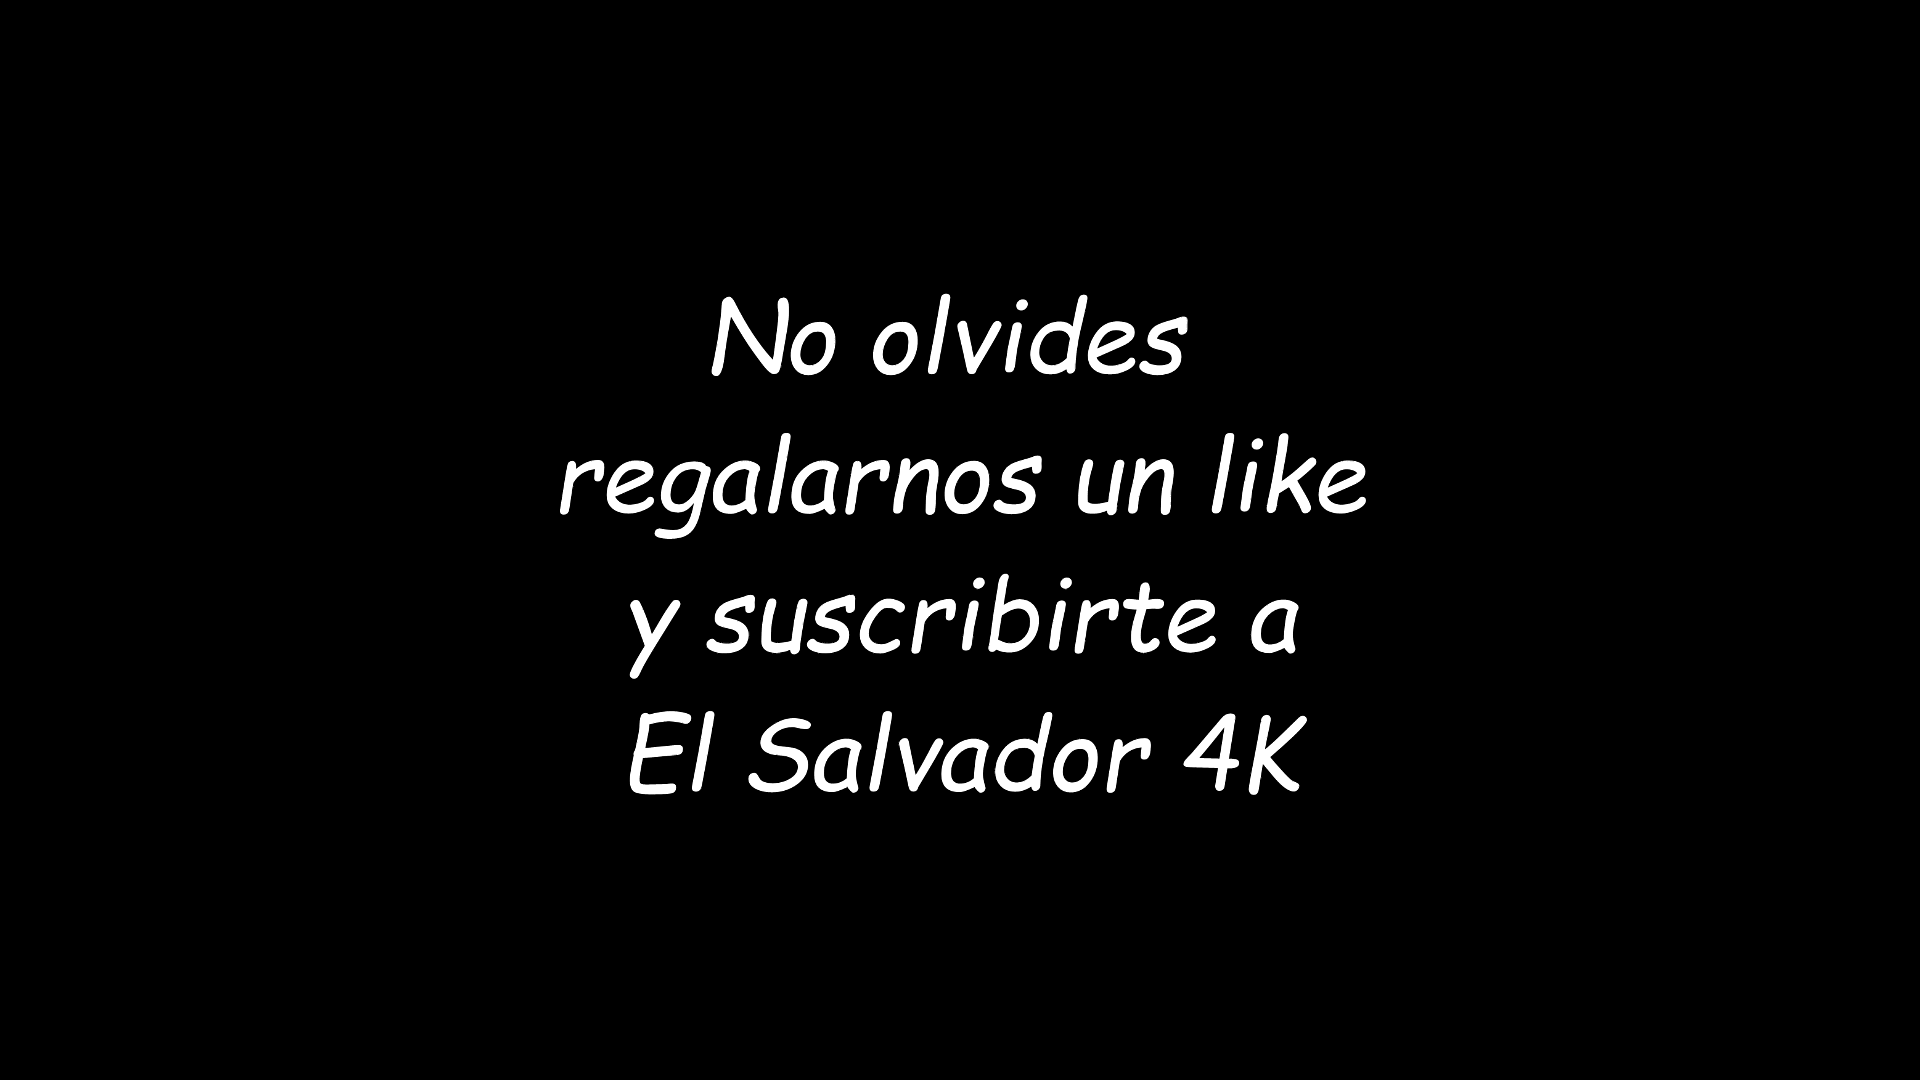 No olvides
regalarnos un like
y suscribirte a
El Salvador 4K